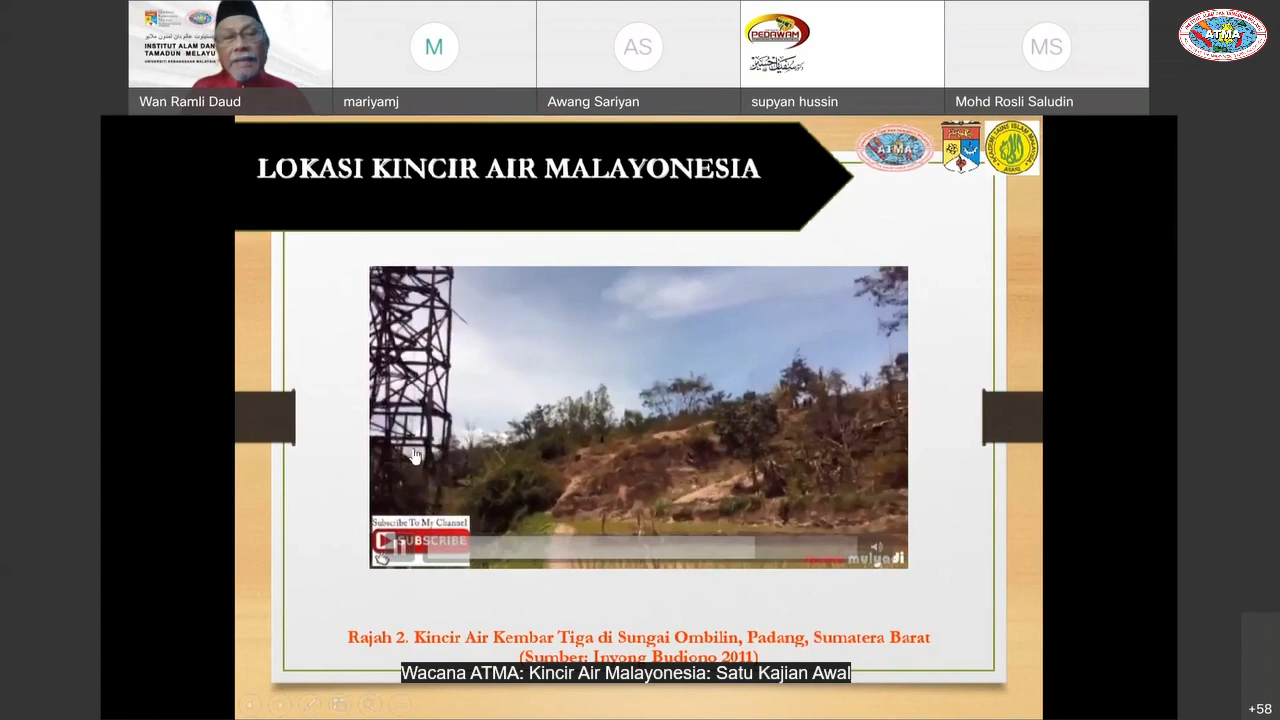 INSTITUT ALAM DAN
TAMADUN MELAYU
UNIVERSITI KEBANGSAAN MALAYSIA
M
AS
PEDAWAM
MS
ATMA
Wan Ramli Daud
mariyamj
Awang Sariyan
supyan hussin
Mohd Rosli Saludin
LOKASI KINCIR AIR MALAYONESIA
ATMA
Subscribe To My Channel
SUBSCRIBE
mulyadi
Rajah 2. Kincir Air Kembar Tiga di Sungai Ombilin, Padang, Sumatera Barat
(Sumber: Inyong Budiono 2011)
Wacana ATMA: Kincir Air Malayonesia: Satu Kajian Awal
+58